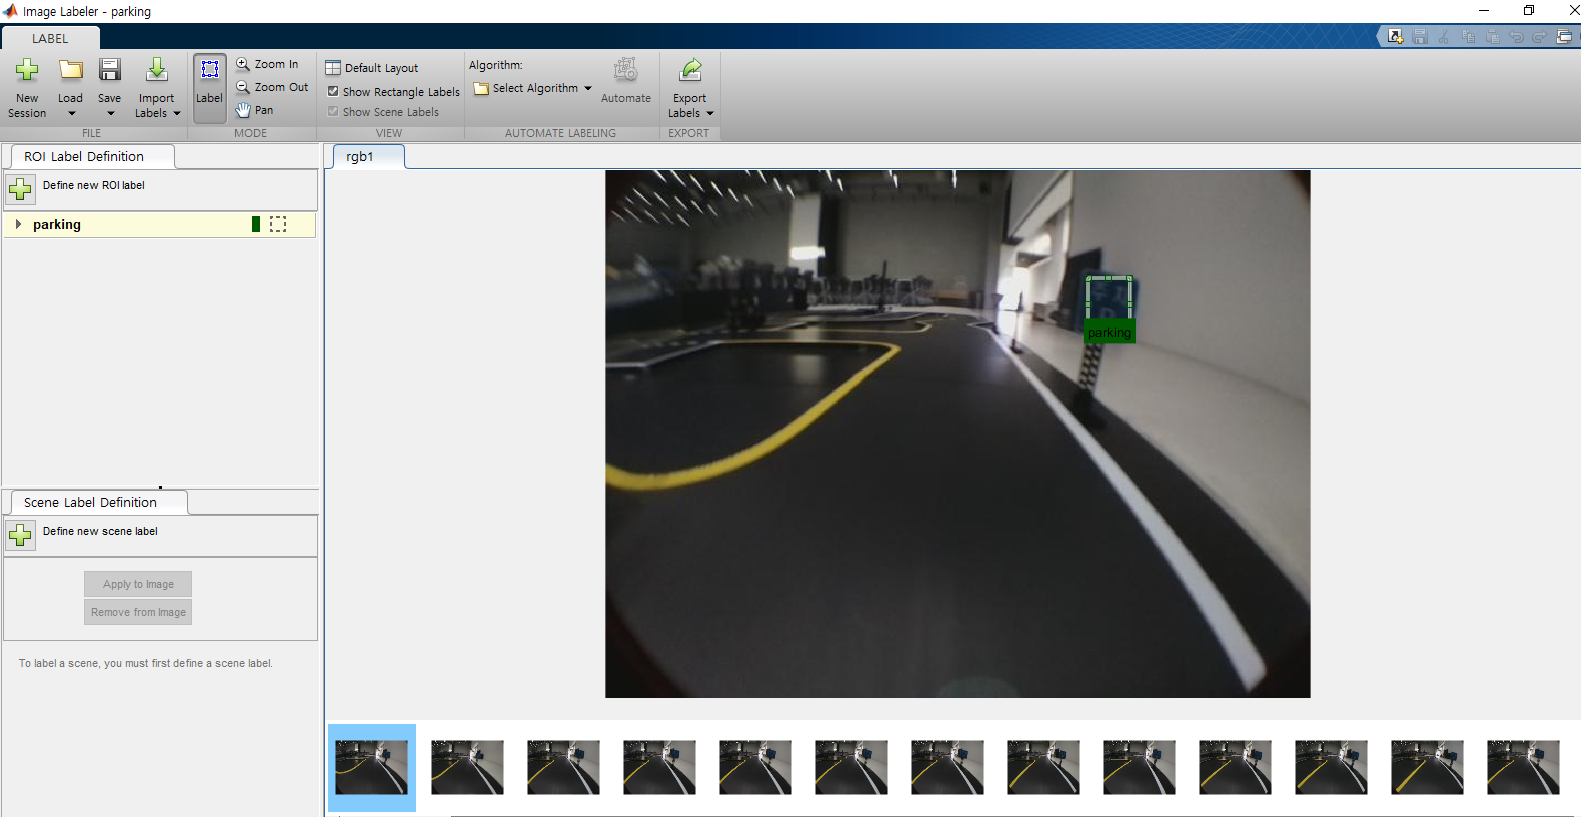 Image Labeler - parking
LABEL
New
Session
Load
Save
Import
Labels
Label
Zoom In
Zoom Out
Pan
Default Layout
Show Rectangle Labels
Show Scene Labels
Algorithm:
Select Algorithm
Automate
Export
Labels
FILE
MODE
VIEW
AUTOMATE LABELING
EXPORT
ROI Label Definition
Define new ROI label
parking
Scene Label Definition
Define new scene label
Apply to Image
Remove from Image
To label a scene, you must first define a scene label.
rgb1
parking